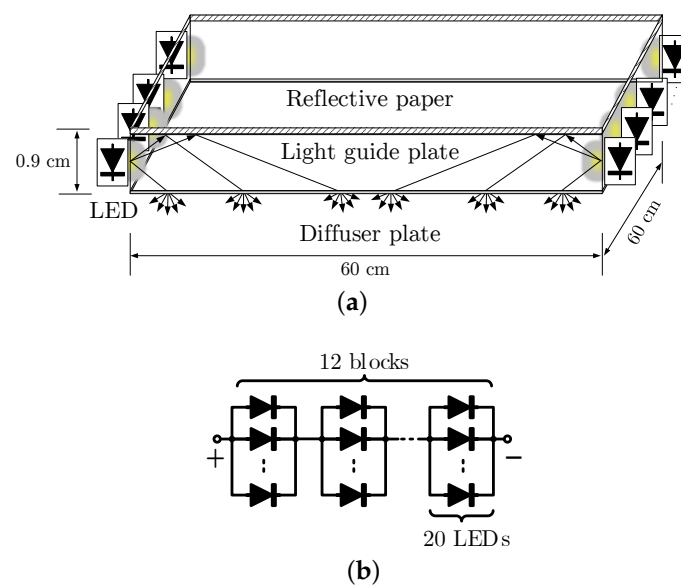 Reflective paper
Light guide plate
0.9 cm
LED
Diffuser plate
60 cm
60 cm
(a)
12 blocks
+
−
20 LEDs
(b)